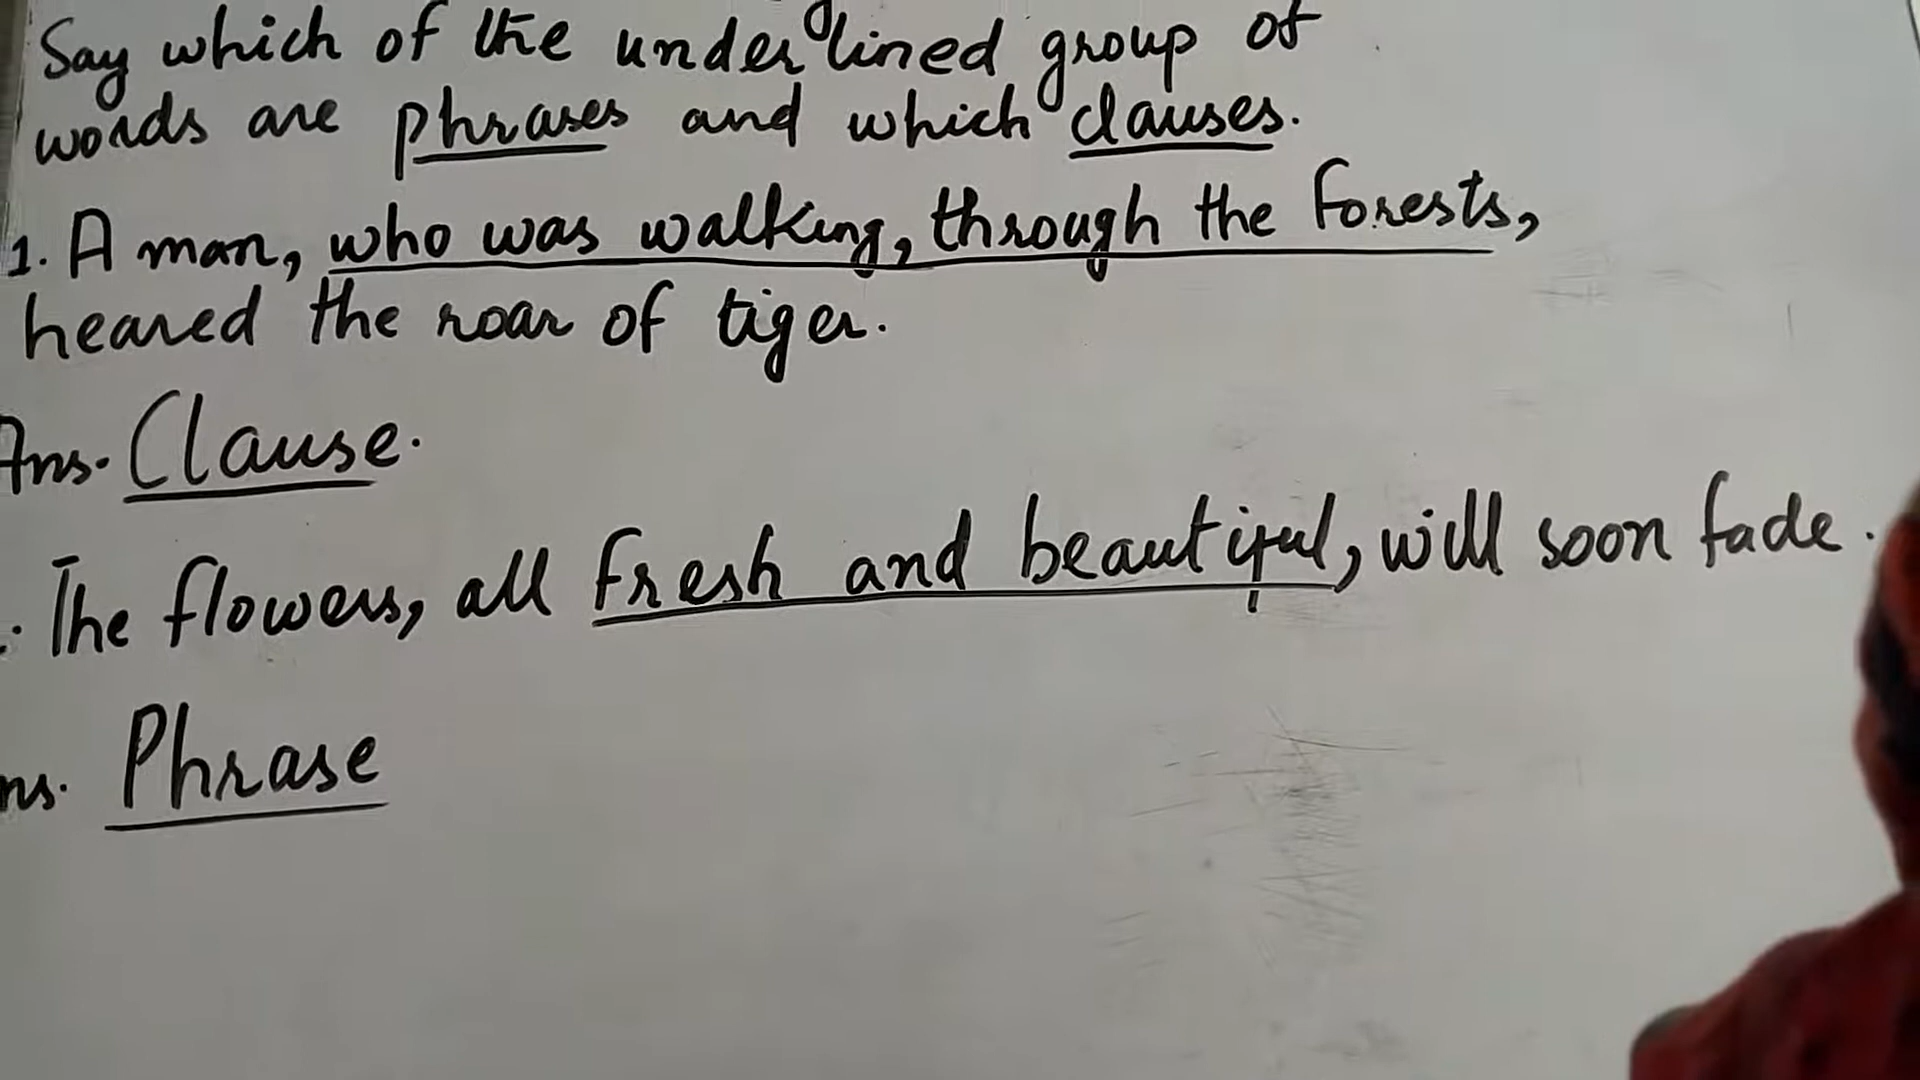 Say which of the underlined group of
words are phrases and which clauses.
1. A man, who was walking, through the forests,
heared the roar of tiger.
Ans. Clause.
. The flowers, all fresh and beautiful, will soon fade.
ns. Phrase